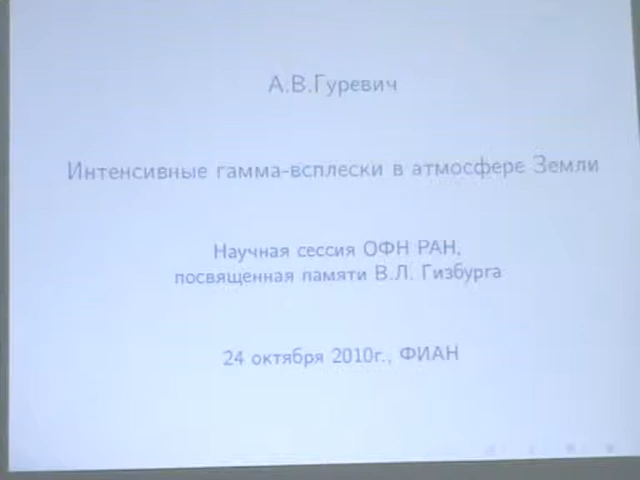 А.В.Гуревич
Интенсивные гамма-всплески в атмосфере Земли
Научная сессия ОФН РАН,
посвященная памяти В.Л. Гизбурга
24 октября 2010г., ФИАН